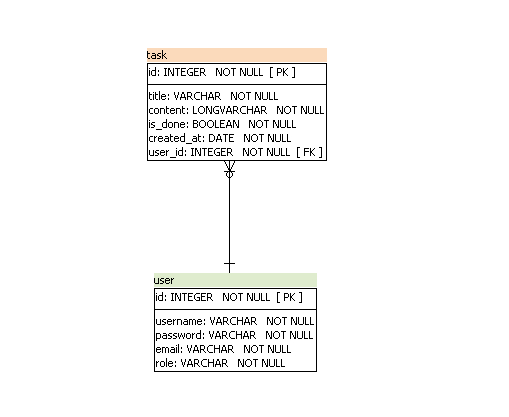 task
id: INTEGER NOT NULL [ PK ]
title: VARCHAR NOT NULL
content: LONGVARCHAR NOT NULL
is_done: BOOLEAN NOT NULL
created_at: DATE NOT NULL
user_id: INTEGER NOT NULL [ FK ]
user
id: INTEGER NOT NULL [ PK ]
username: VARCHAR NOT NULL
password: VARCHAR NOT NULL
email: VARCHAR NOT NULL
role: VARCHAR NOT NULL